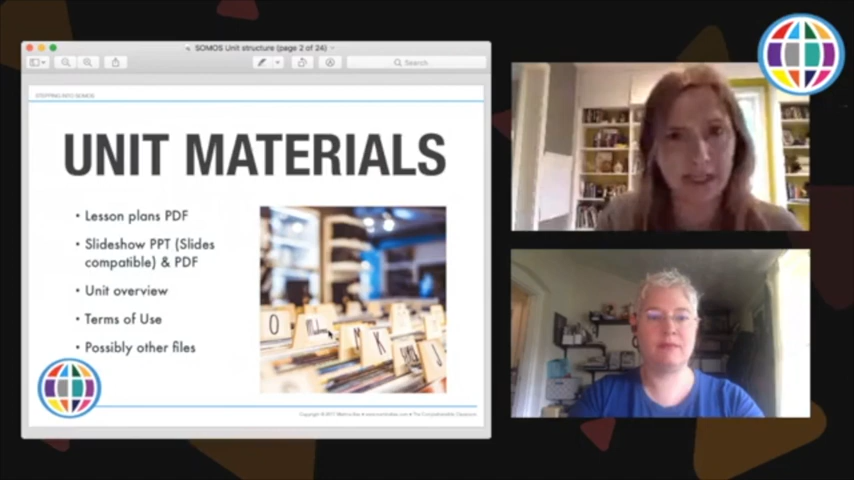 SOMOS Unit structure (page 2 of 24)
Search
STEPPING INTO SOMOS
UNIT MATERIALS
• Lesson plans PDF
• Slideshow PPT (Slides
compatible) & PDF
• Unit overview
• Terms of Use
• Possibly other files
O
M
K
J